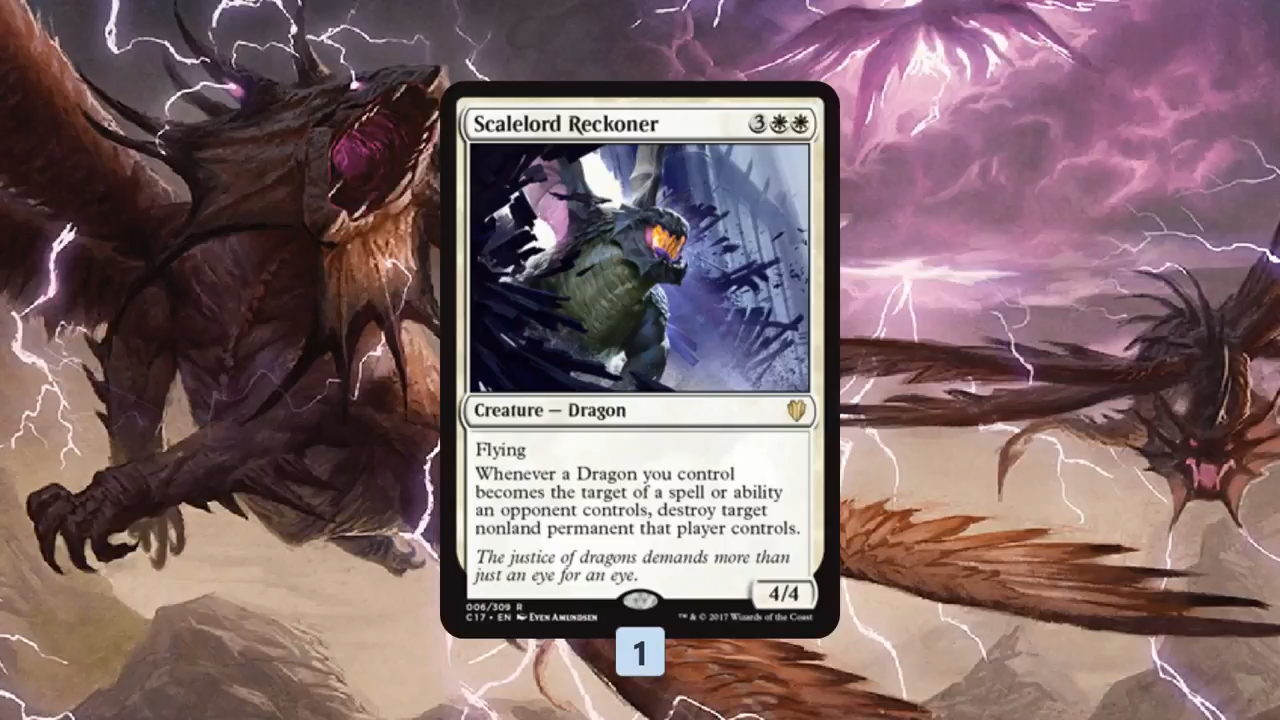 Scalelord Reckoner 3
Creature — Dragon
Flying
Whenever a Dragon you control
becomes the target of a spell or ability
an opponent controls, destroy target
nonland permanent that player controls.
The justice of dragons demands more than
just an eye for an eye.
4/4
006/309 R
C17 • EN Even Amundsen ™ & © 2017 Wizards of the Coast
1